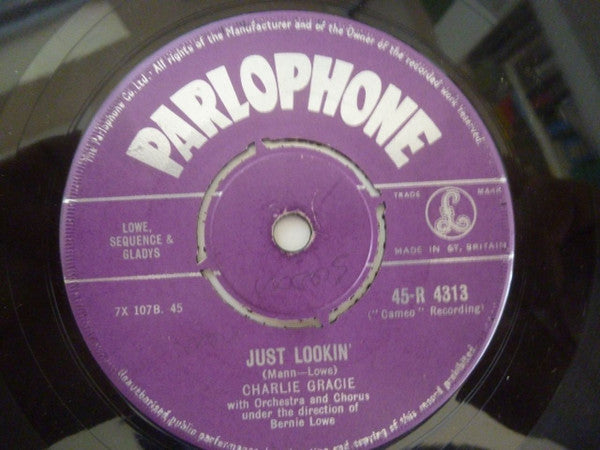 The Parlophone Co. Ltd. All rights of the Manufacturer and of the Owner of the recorded work reserved.
PARLOPHONE
TRADE MARK
£
LOWE,
SEQUENCE &
GLADYS
MADE IN GT. BRITAIN
7X 107B. 45
45-R 4313
("Cameo" Recording)
JUST LOOKIN'
(Mann—Lowe)
CHARLIE GRACIE
with Orchestra and Chorus
under the direction of
Bernie Lowe
Unauthorised public performance and copying of this record prohibited